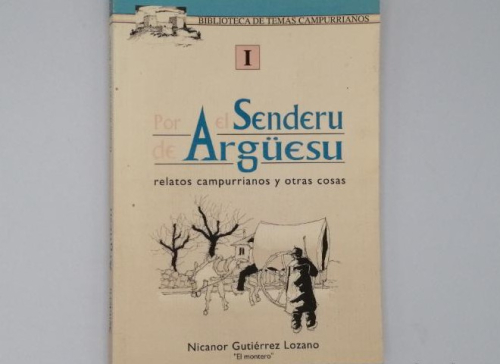 BIBLIOTECA DE TEMAS CAMPURRIANOS
I
Por el Senderu
de Argüesu
relatos campurrianos y otras cosas
Nicanor Gutiérrez Lozano
"El montero"